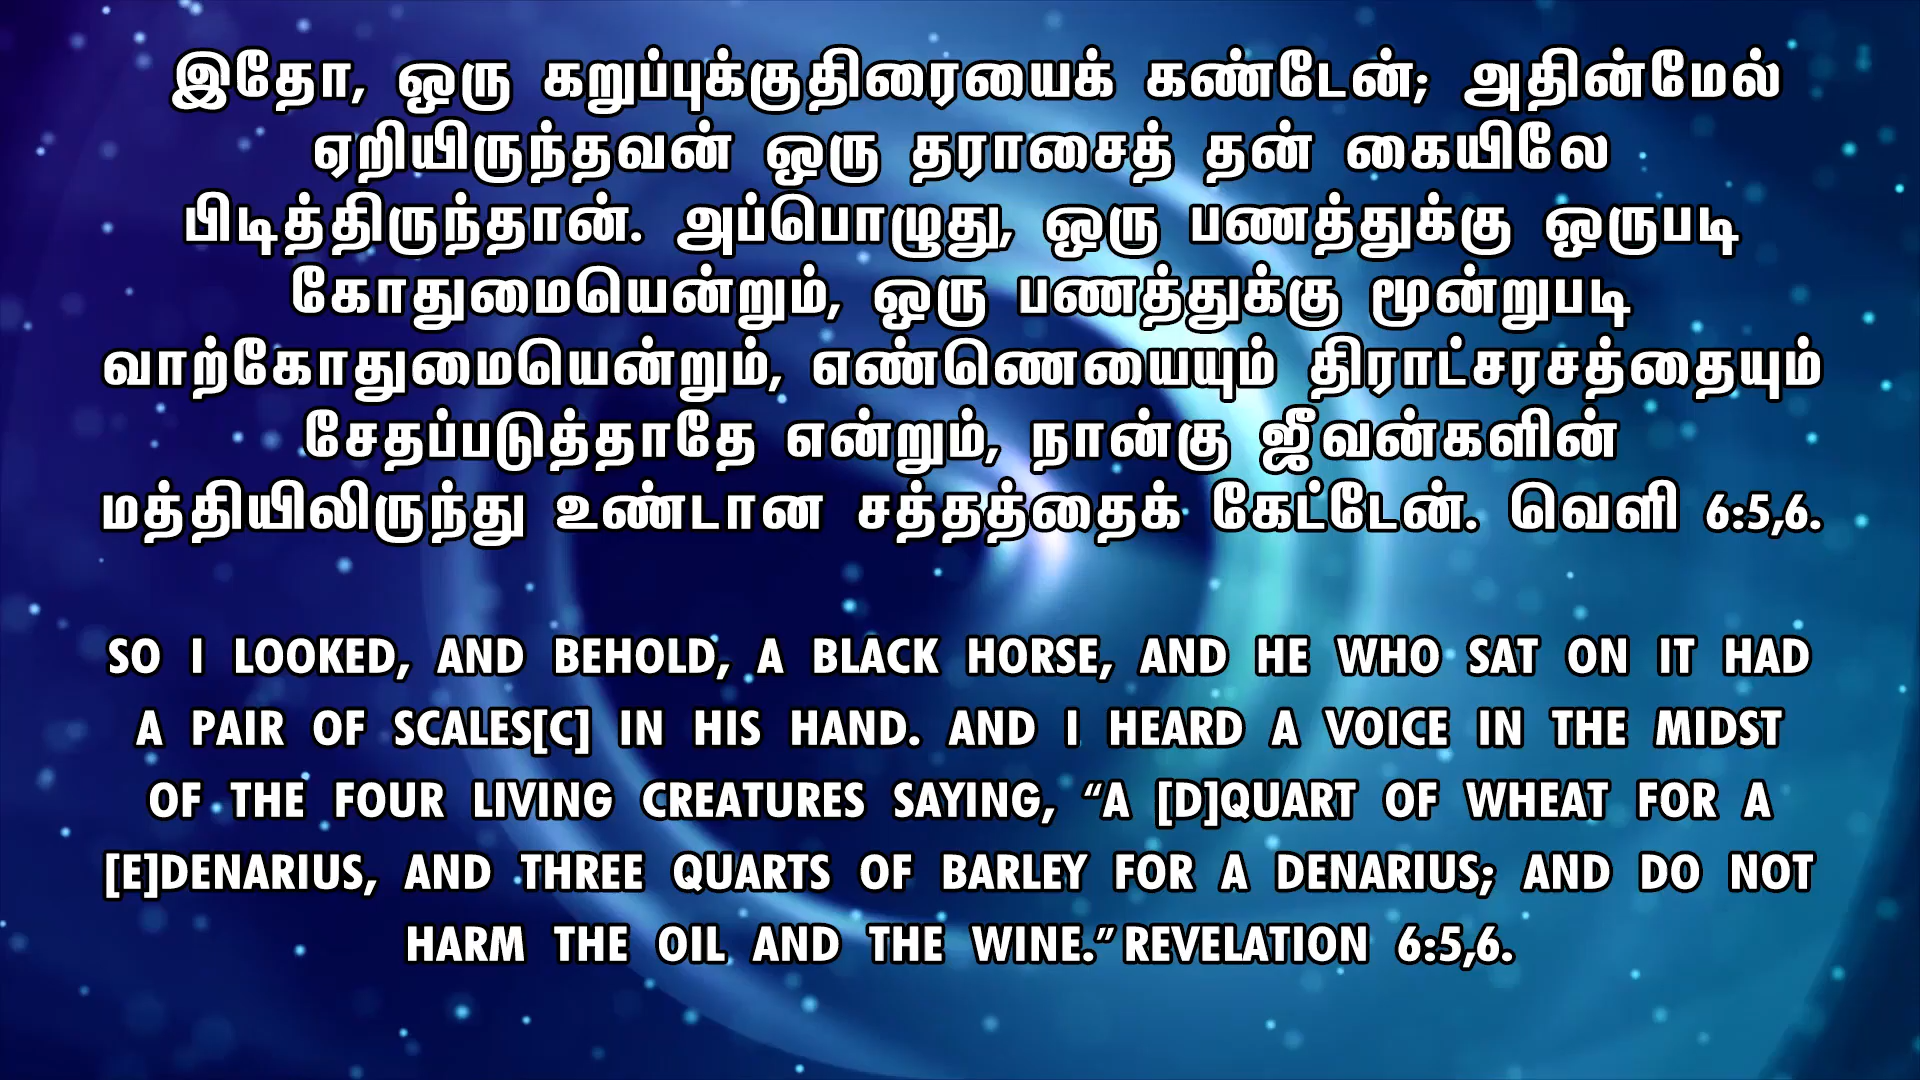 இதோ, ஒரு கறுப்புக்குதிரையைக் கண்டேன்; அதின்மேல்
ஏறியிருந்தவன் ஒரு தராசைத் தன் கையிலே
பிடித்திருந்தான். அப்பொழுது, ஒரு பணத்துக்கு ஒருபடி
கோதுமையென்றும், ஒரு பணத்துக்கு மூன்றுபடி
வாற்கோதுமையென்றும், எண்ணெயையும் திராட்சரசத்தையும்
சேதப்படுத்தாதே என்றும், நான்கு ஜீவன்களின்
மத்தியிலிருந்து உண்டான சத்தத்தைக் கேட்டேன். வெளி 6:5,6.
SO I LOOKED, AND BEHOLD, A BLACK HORSE, AND HE WHO SAT ON IT HAD
A PAIR OF SCALES[C] IN HIS HAND. AND I HEARD A VOICE IN THE MIDST
OF THE FOUR LIVING CREATURES SAYING, “A [D]QUART OF WHEAT FOR A
[E]DENARIUS, AND THREE QUARTS OF BARLEY FOR A DENARIUS; AND DO NOT
HARM THE OIL AND THE WINE.” REVELATION 6:5,6.